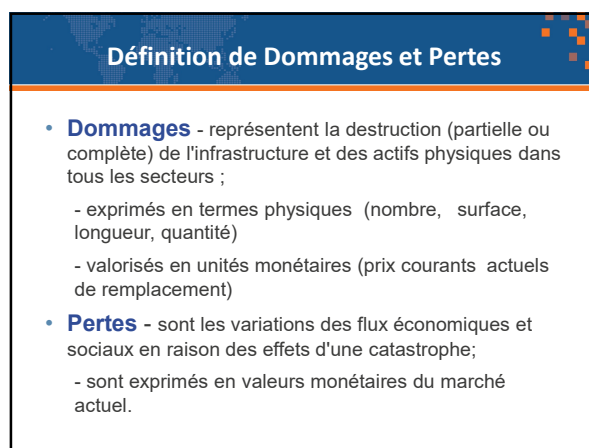 Définition de Dommages et Pertes
• Dommages - représentent la destruction (partielle ou
complète) de l'infrastructure et des actifs physiques dans
tous les secteurs ;
- exprimés en termes physiques (nombre, surface,
longueur, quantité)
- valorisés en unités monétaires (prix courants actuels
de remplacement)
• Pertes - sont les variations des flux économiques et
sociaux en raison des effets d'une catastrophe;
- sont exprimés en valeurs monétaires du marché
actuel.